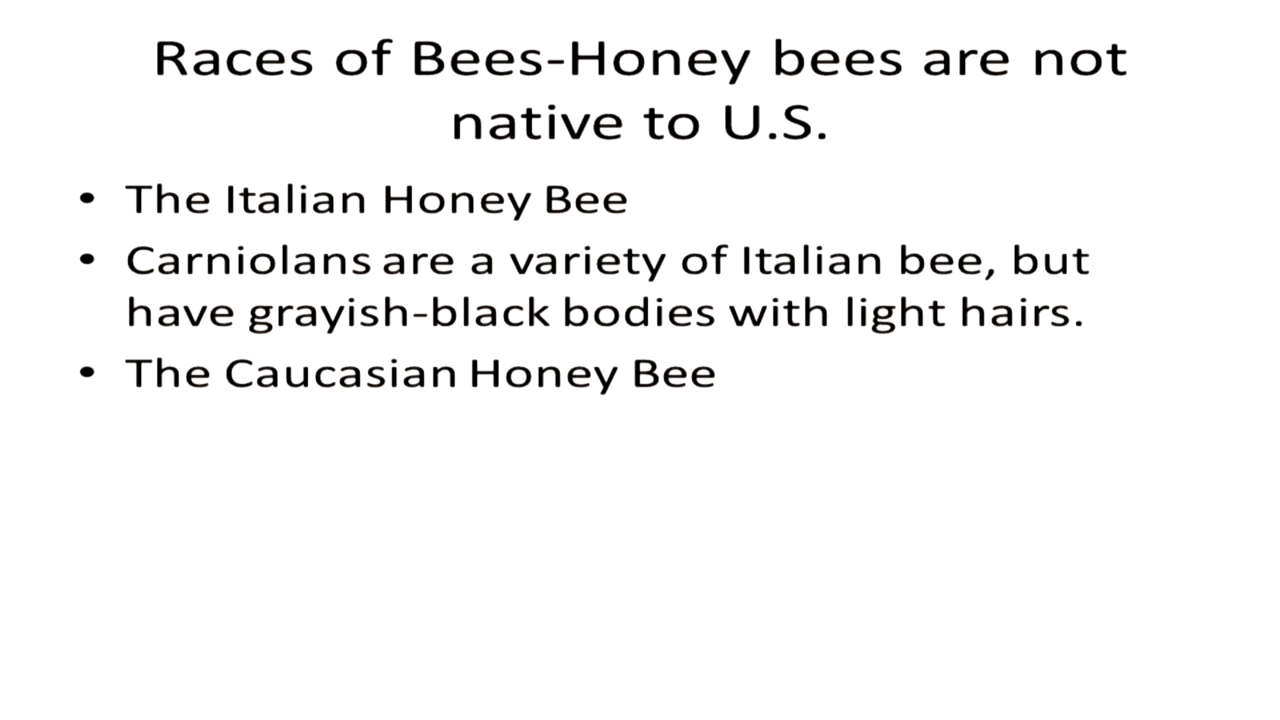 Races of Bees-Honey bees are not
native to U.S.
• The Italian Honey Bee
• Carniolans are a variety of Italian bee, but
have grayish-black bodies with light hairs.
• The Caucasian Honey Bee